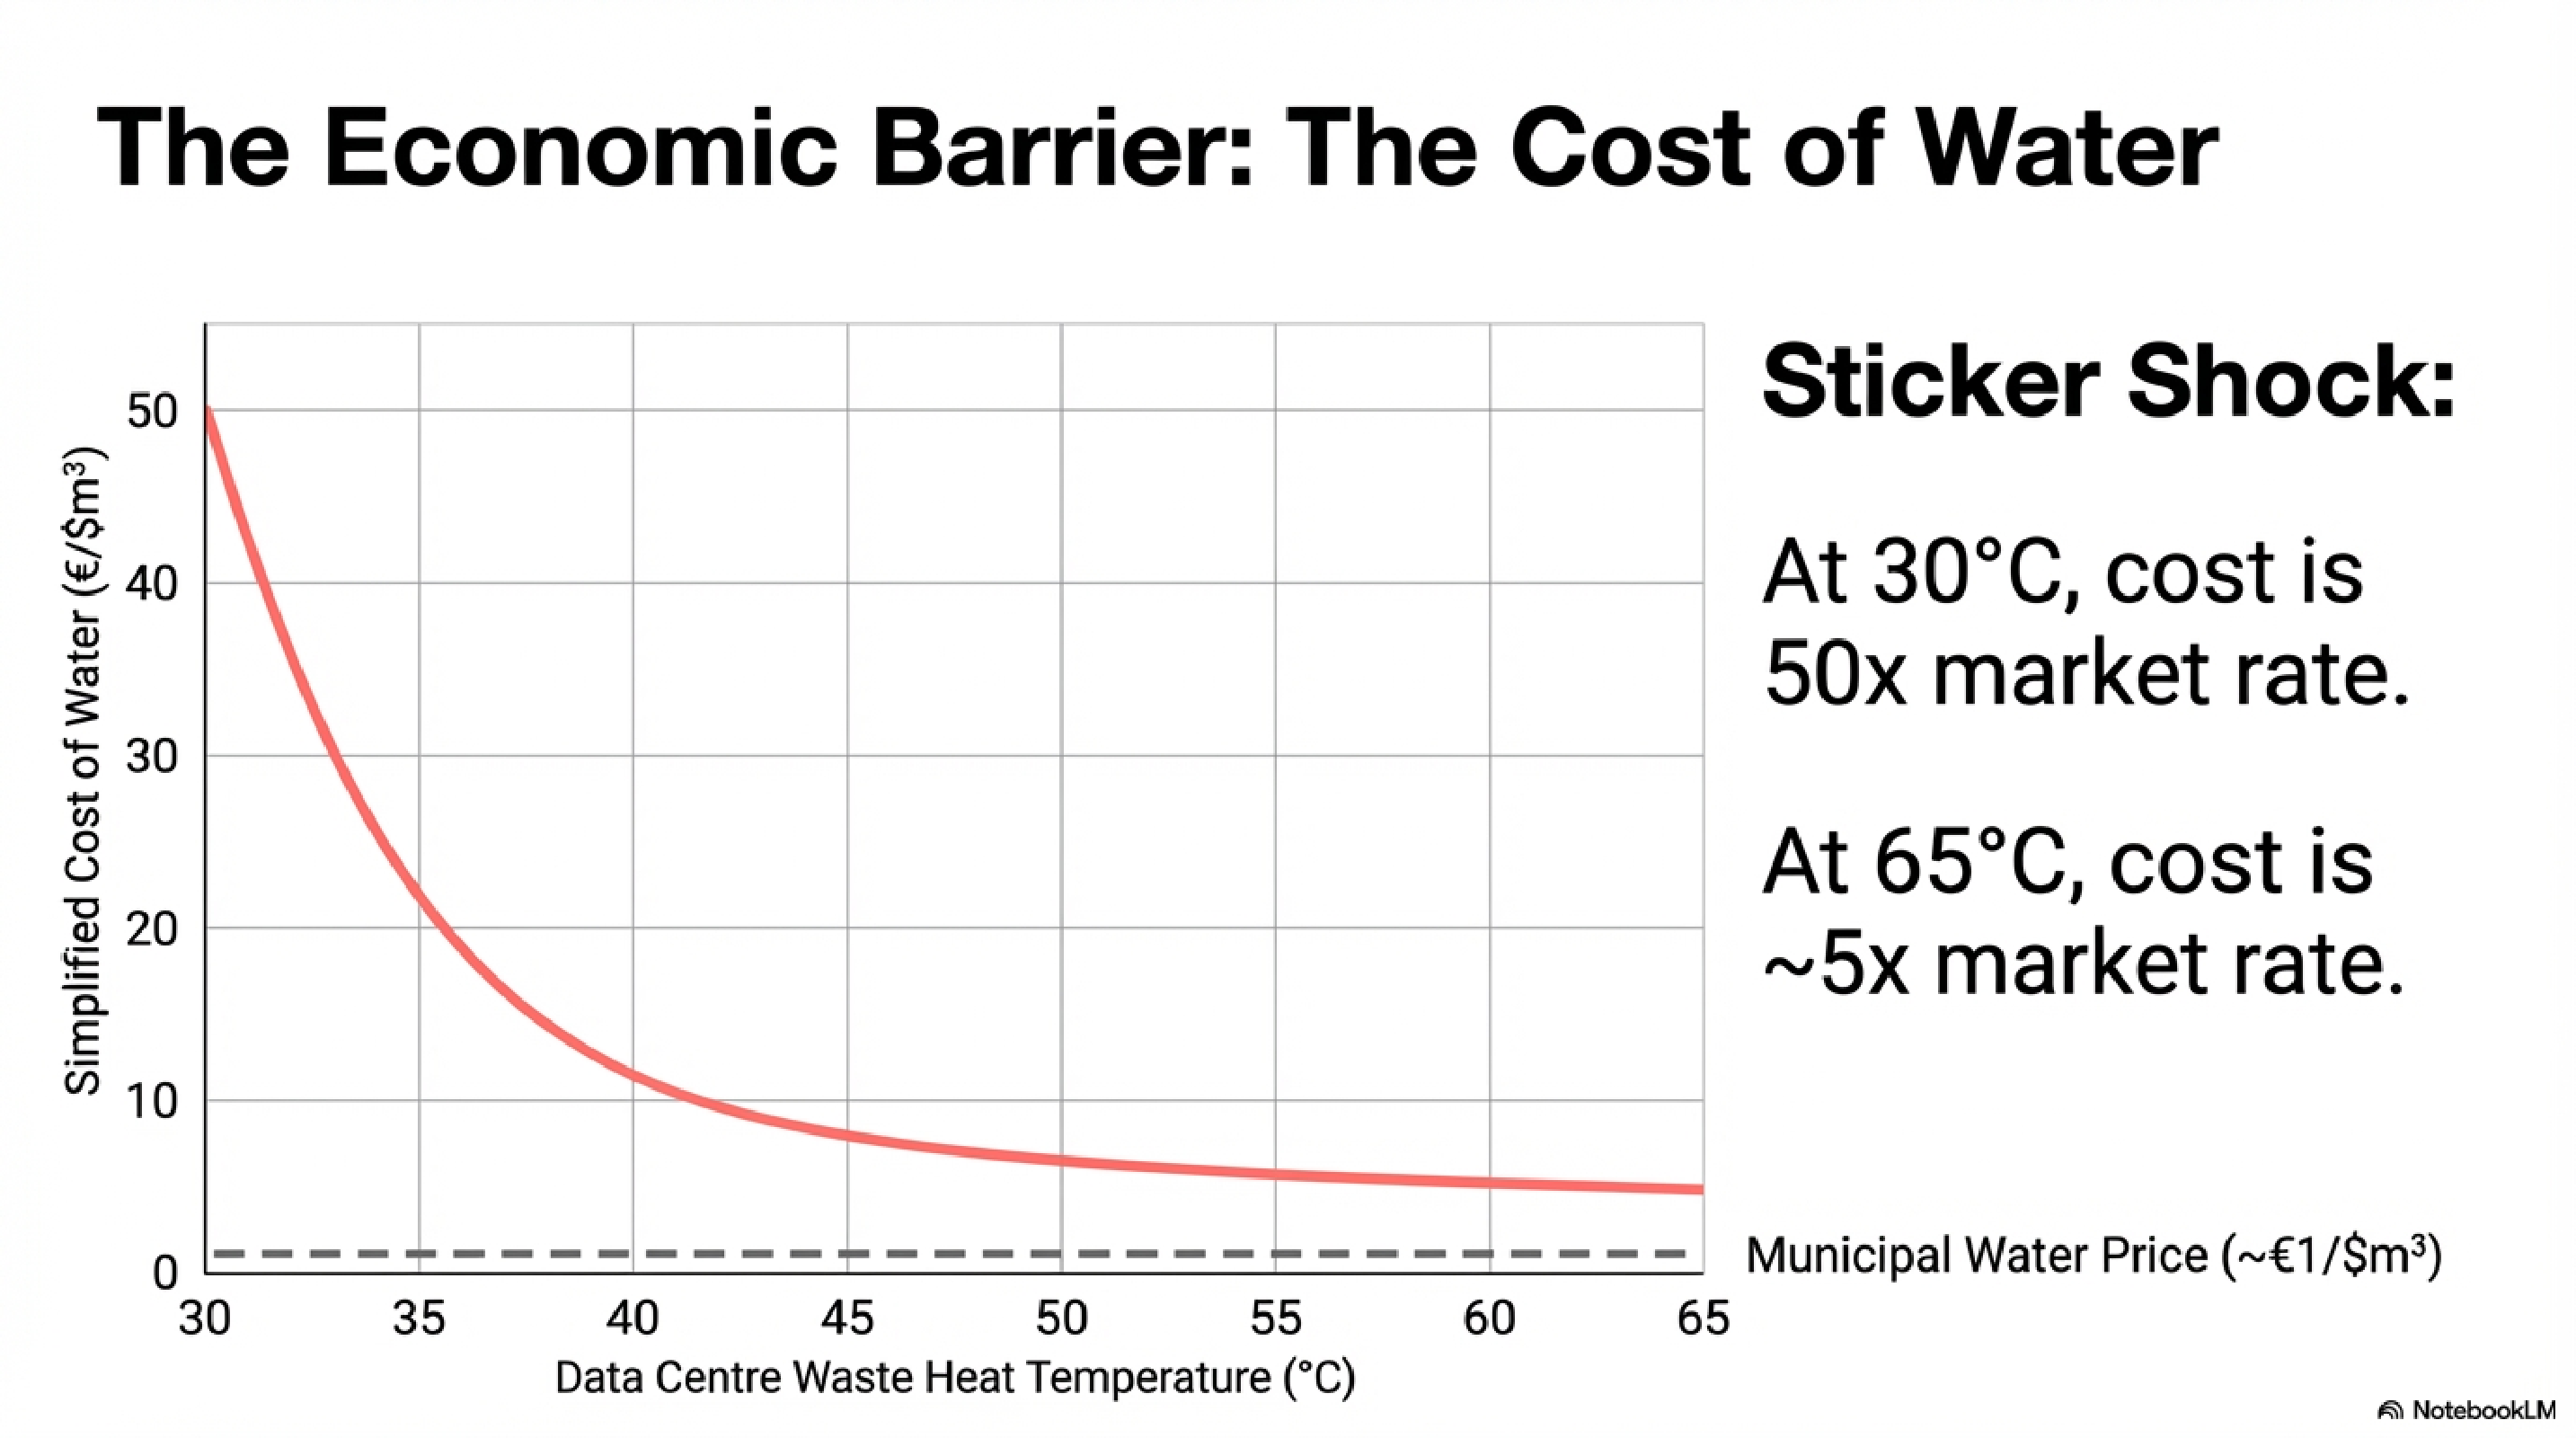 The Economic Barrier: The Cost of Water
Simplified Cost of Water (€/$m³)
50
40
30
20
10
0
30 35 40 45 50 55 60 65
Data Centre Waste Heat Temperature (°C)
Sticker Shock:
At 30°C, cost is
50x market rate.
At 65°C, cost is
~5x market rate.
Municipal Water Price (~€1/$m³)
NotebookLM